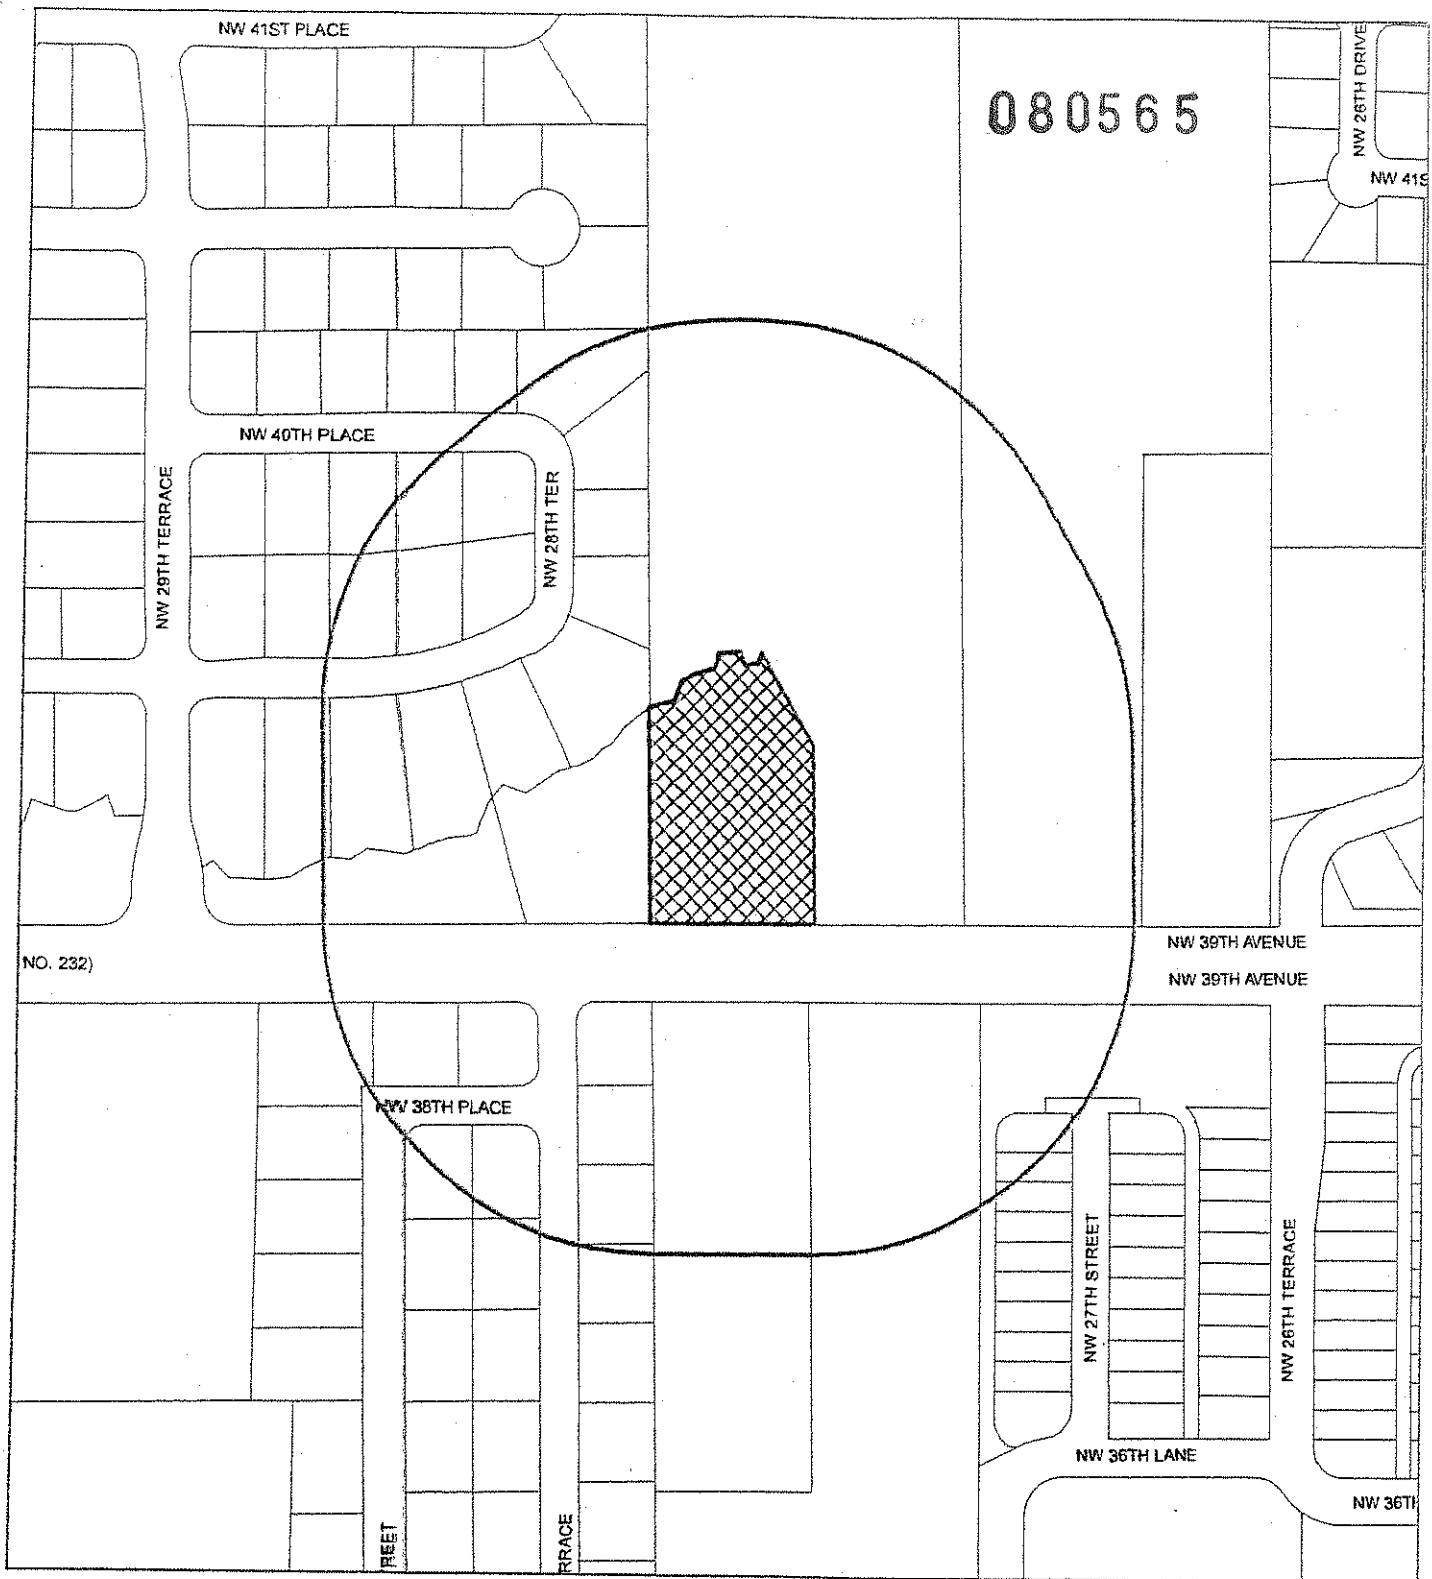 NW 41ST PLACE
080565
NW 26TH DRIVE
NW 41S
NW 40TH PLACE
NW 29TH TERRACE
NW 28TH TER
NW 39TH AVENUE
NO. 232)
NW 39TH AVENUE
NW 38TH PLACE
NW 27TH STREET
NW 26TH TERRACE
NW 36TH LANE
NW 36TH
REET
RRACE